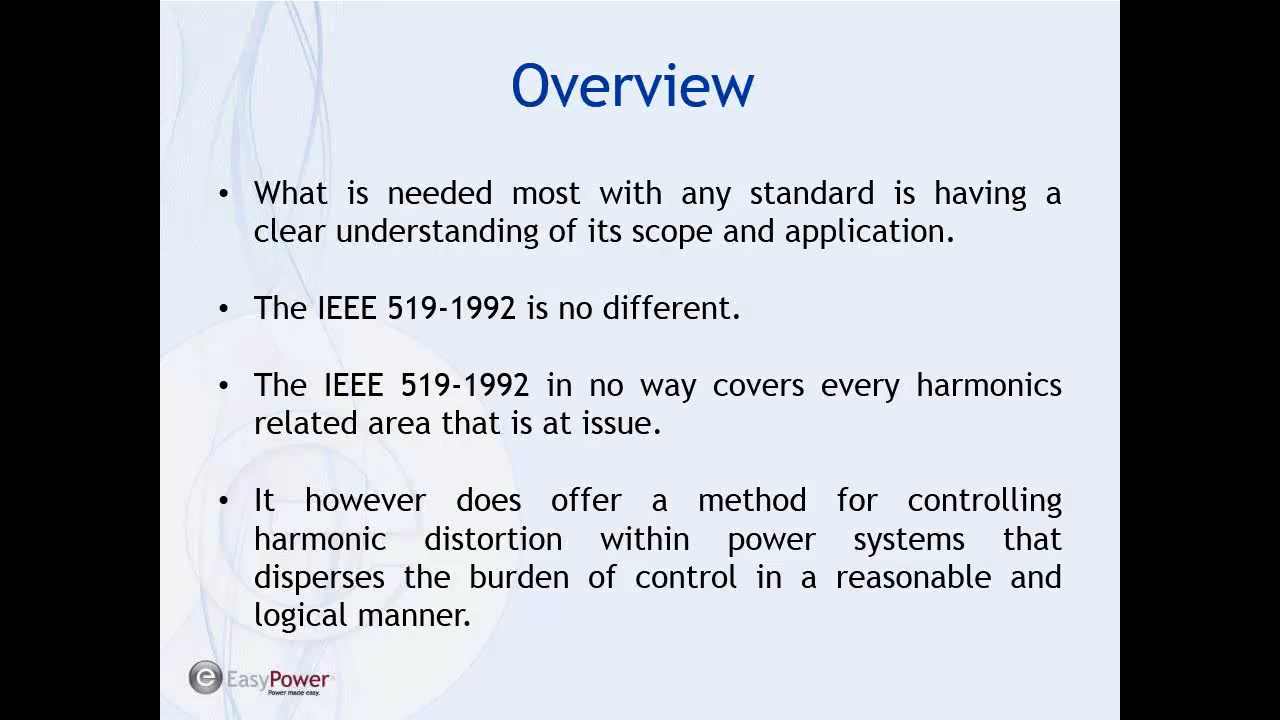 Overview
• What is needed most with any standard is having a
clear understanding of its scope and application.
• The IEEE 519-1992 is no different.
• The IEEE 519-1992 in no way covers every harmonics
related area that is at issue.
• It however does offer a method for controlling
harmonic distortion within power systems that
disperses the burden of control in a reasonable and
logical manner.
e EasyPower
Power made easy.